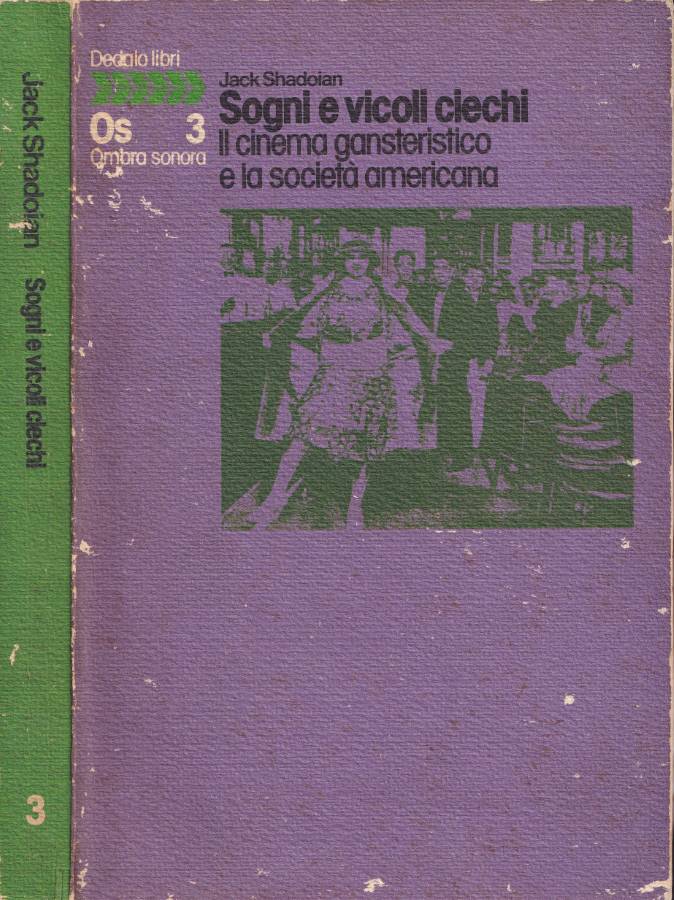 Jack Shadoian Sogni e vicoli ciechi
3
Dedalo libri
Os 3
Ombra sonora
Jack Shadoian
Sogni e vicoli ciechi
Il cinema gansteristico
e la società americana